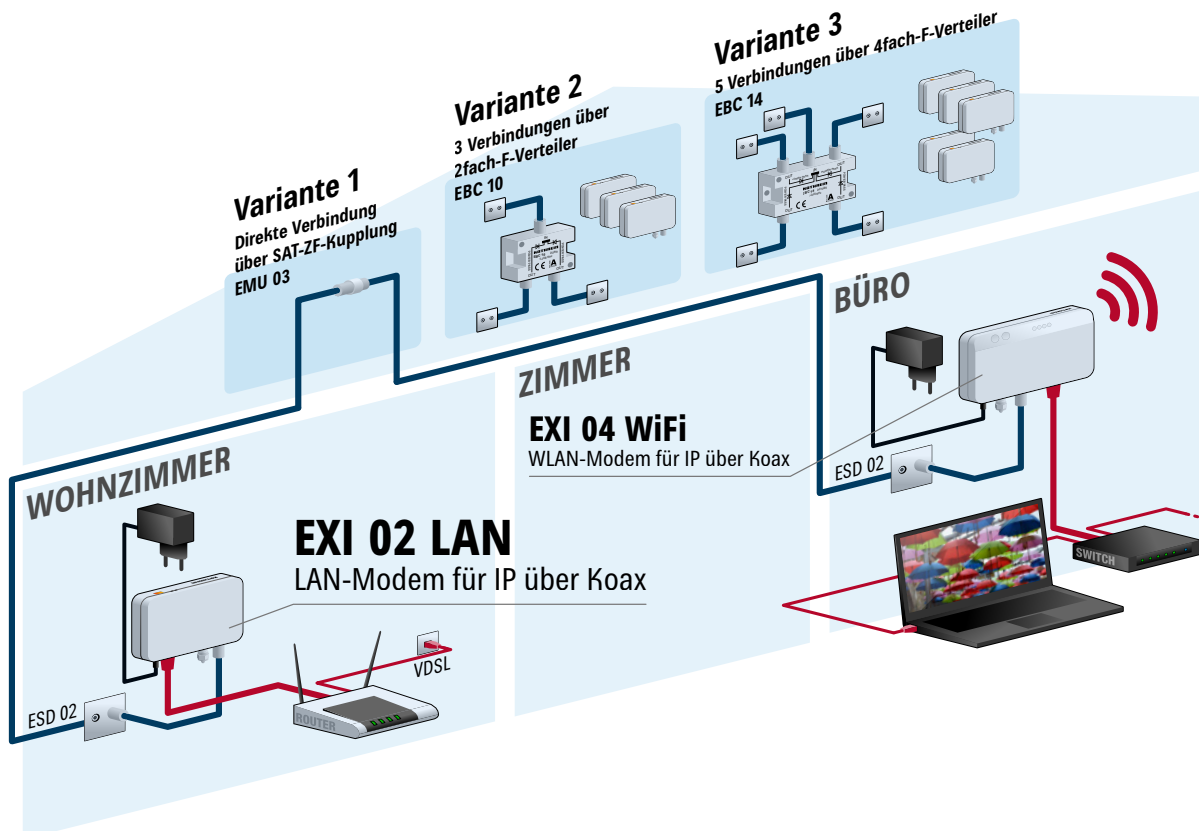 Variante 1
Direkte Verbindung
über SAT-ZF-Kupplung
EMU 03
Variante 2
3 Verbindungen über
2fach-F-Verteiler
EBC 10
Variante 3
5 Verbindungen über 4fach-F-Verteiler
EBC 14
WOHNZIMMER
ZIMMER
BÜRO
EXI 04 WiFi
WLAN-Modem für IP über Koax
ESD 02
SWITCH
EXI 02 LAN
LAN-Modem für IP über Koax
VDSL
ROUTER
ESD 02